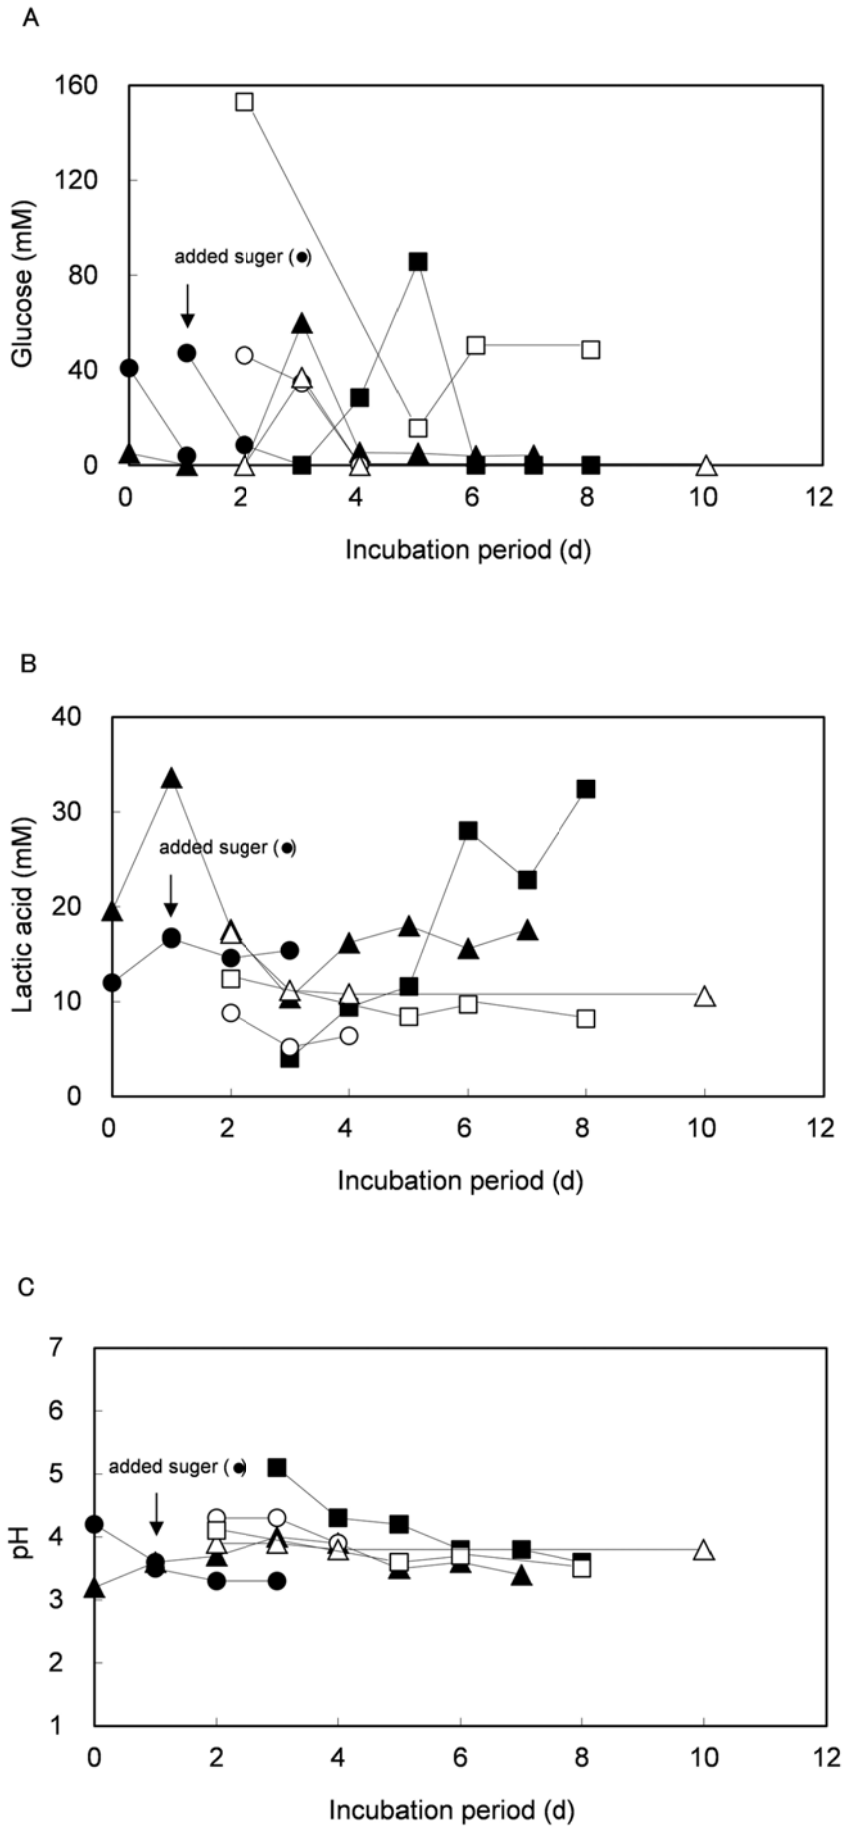 A
160
120
80
40
0
Glucose (mM)
added suger (●)
0 2 4 6 8 10 12
Incubation period (d)
B
40
30
20
10
0
Lactic acid (mM)
added suger (●)
0 2 4 6 8 10 12
Incubation period (d)
C
7
6
5
4
3
2
1
pH
added suger (●)
0 2 4 6 8 10 12
Incubation period (d)